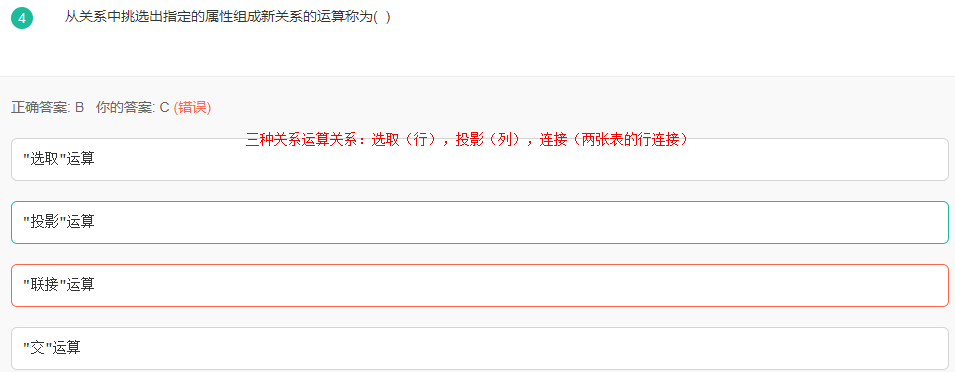 4 从关系中挑选出指定的属性组成新关系的运算称为( )
正确答案: B 你的答案: C (错误)
三种关系运算关系：选取（行），投影（列），连接（两张表的行连接）
"选取"运算
"投影"运算
"联接"运算
"交"运算